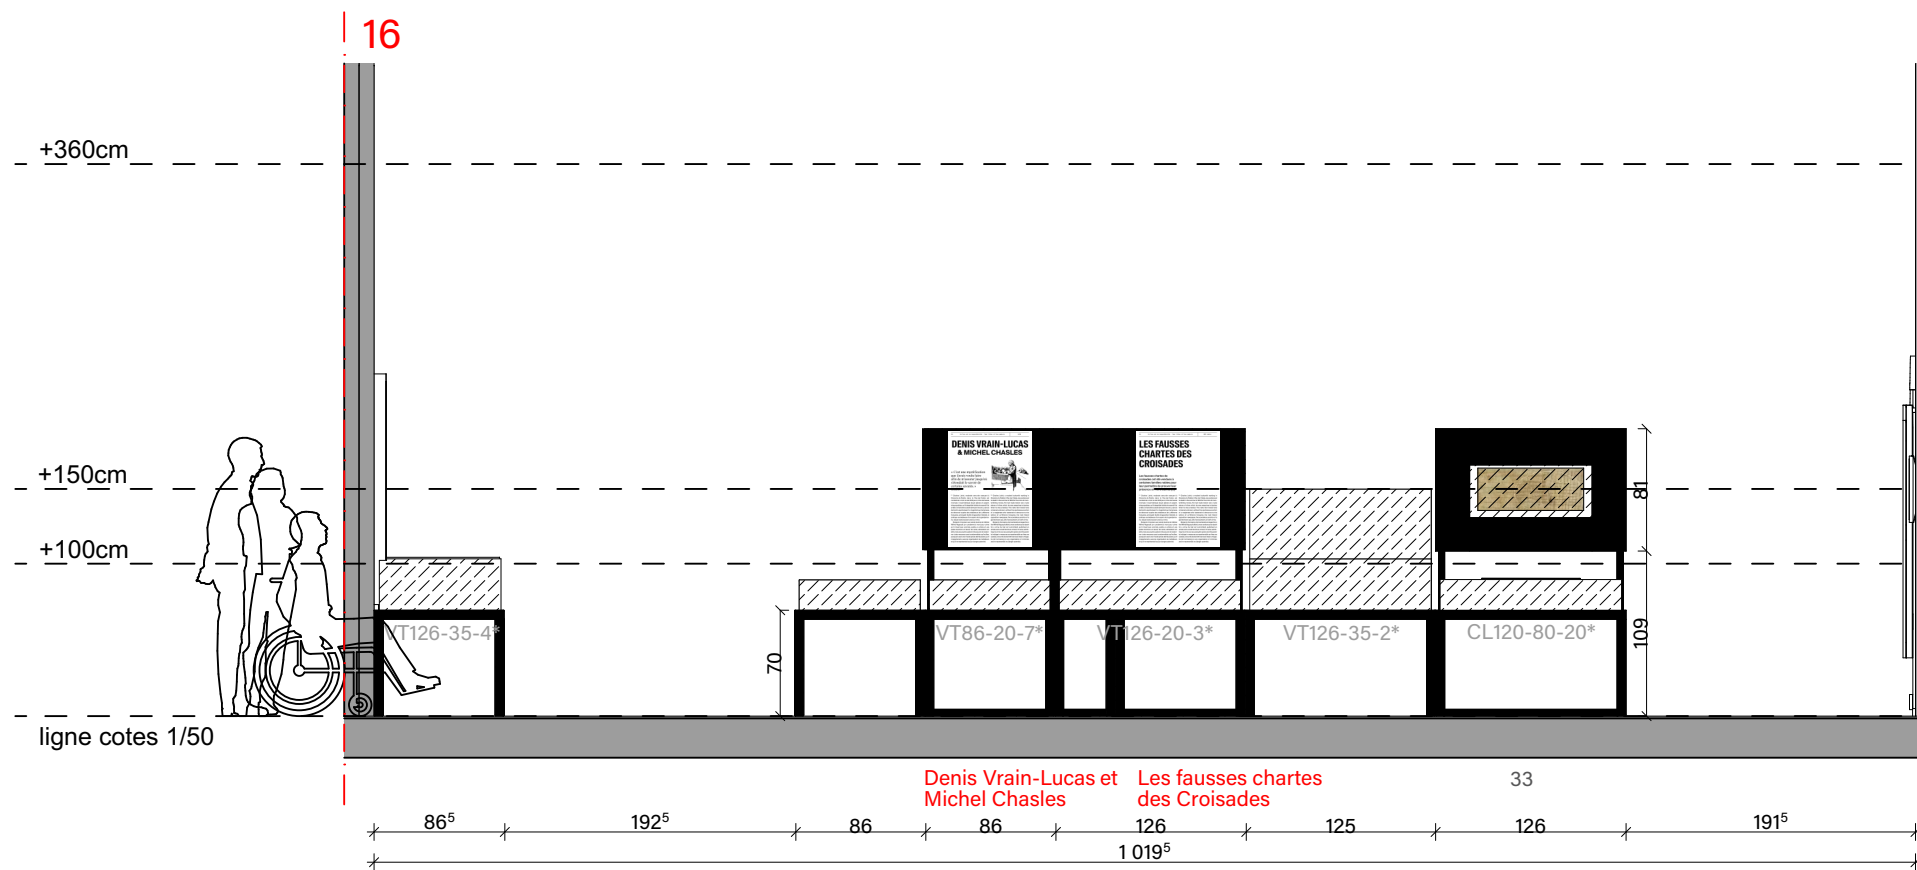 16
+360cm
+150cm
+100cm
ligne cotes 1/50
DENIS VRAIN-LUCAS
& MICHEL CHASLES
LES FAUSSES
CHARTES DES
CROISADES
81
109
70
VT126-35-4*
VT86-20-7*
VT126-20-3*
VT126-35-2*
CL120-80-20*
Denis Vrain-Lucas et
Michel Chasles
Les fausses chartes
des Croisades
33
86⁵
192⁵
86
86
126
125
126
191⁵
1 019⁵